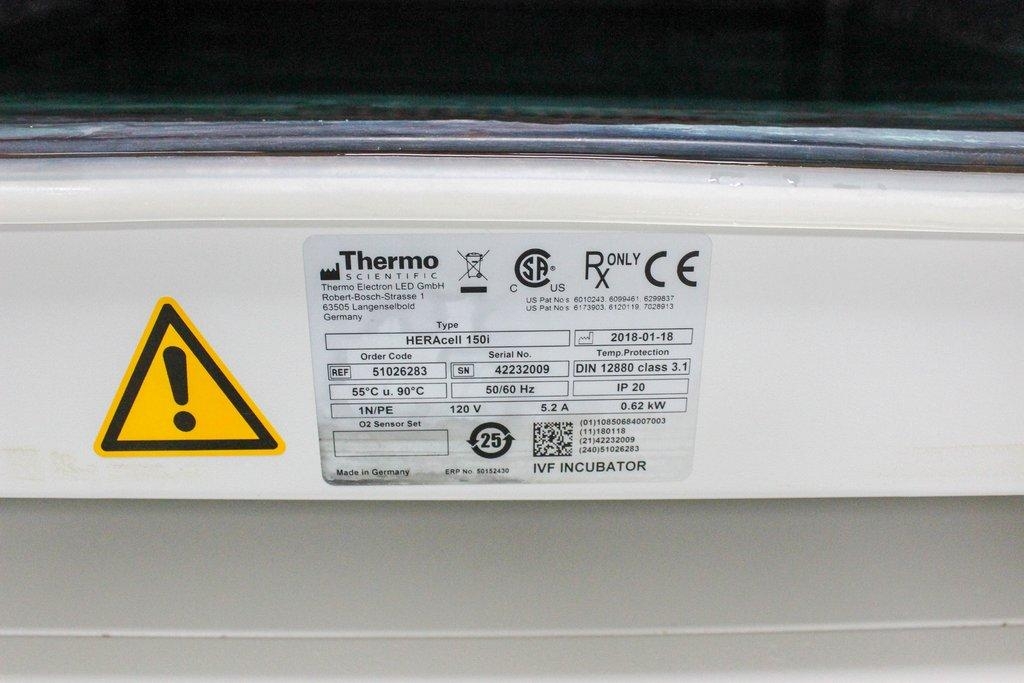 Thermo
SCIENTIFIC
Thermo Electron LED GmbH
Robert-Bosch-Strasse 1
63505 Langenselbold
Germany
SA®
C US
Rx ONLY
CE
US Pat No's 6010243, 6099461, 6299837
US Pat No's 6173903, 6120119, 7028913
Type
HERAcell 150i
2018-01-18
Order Code Serial No. Temp.Protection
REF 51026283 SN 42232009 DIN 12880 class 3.1
55°C u. 90°C 50/60 Hz IP 20
1N/PE 120 V 5.2 A 0.62 kW
O2 Sensor Set
25
(01)10850684007003
(11)180118
(21)42232009
(240)51026283
Made in Germany ERP No. 50152430 IVF INCUBATOR